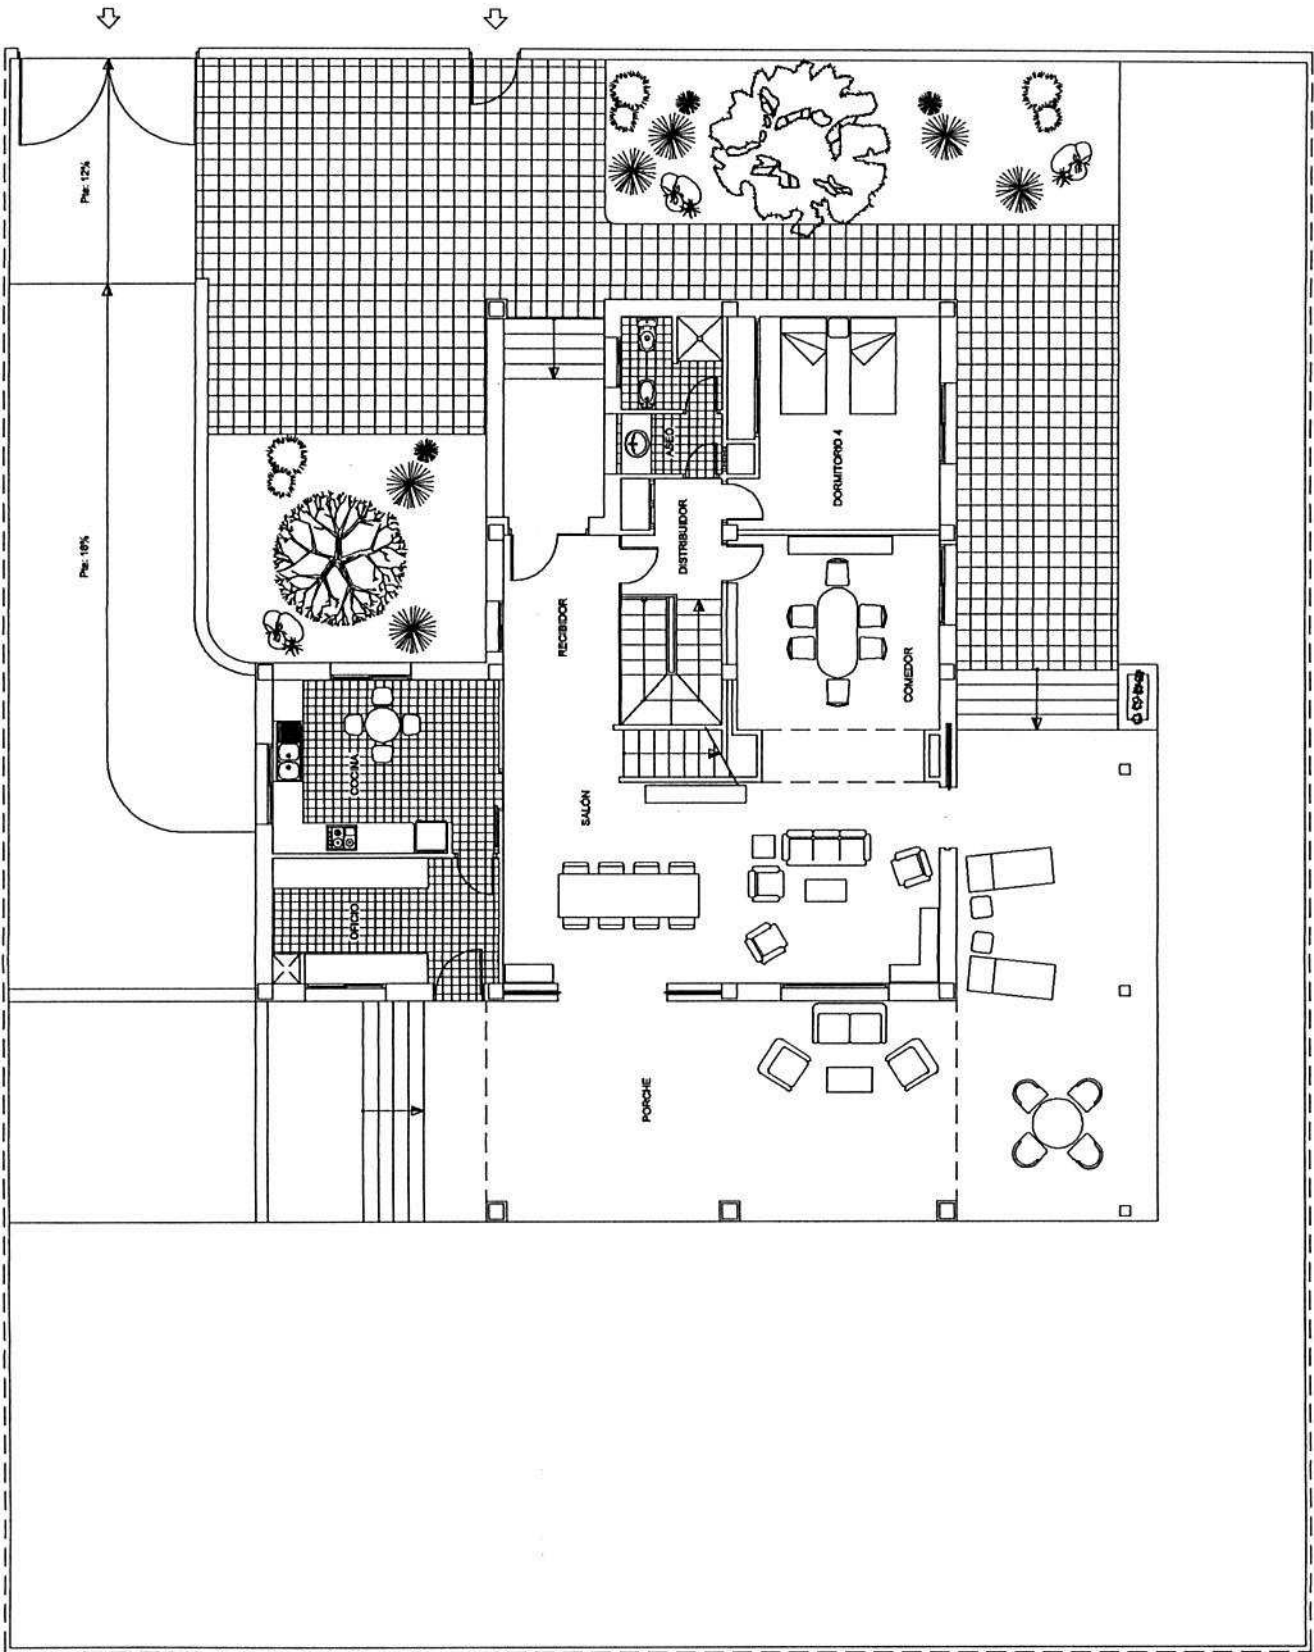 Pte: 12%
Pte: 18%
ASEO
DORMITORIO 4
DISTRIBUIDOR
RECIBIDOR
COMEDOR
COCINA
SALÓN
OFICIO
PORCHE